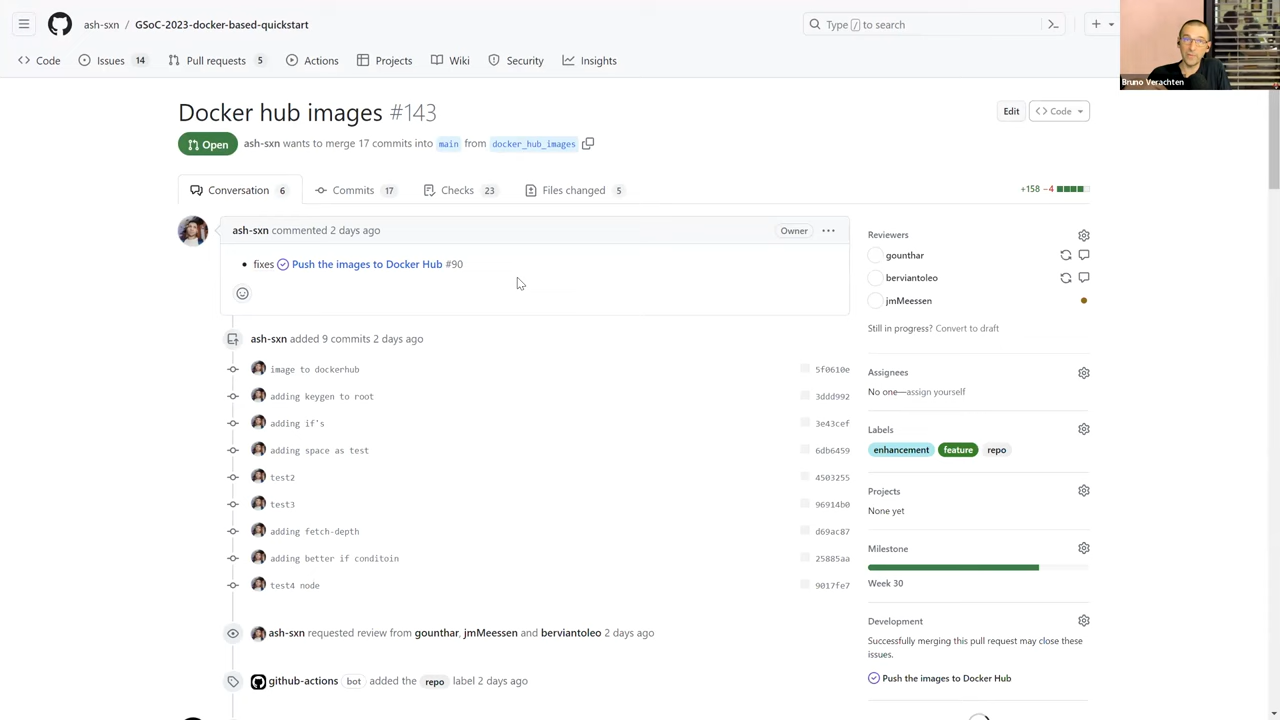 ash-sxn / GSoC-2023-docker-based-quickstart
Type / to search
Code Issues 14 Pull requests 5 Actions Projects Wiki Security Insights
Bruno Verachten
Docker hub images #143
Edit
<> Code
Open ash-sxn wants to merge 17 commits into main from docker_hub_images
Conversation 6 Commits 17 Checks 23 Files changed 5
+158 −4
ash-sxn commented 2 days ago
Owner
fixes Push the images to Docker Hub #90
ash-sxn added 9 commits 2 days ago
image to dockerhub 5f0610e
adding keygen to root 3ddd992
adding if's 3e43cef
adding space as test 6db6459
test2 4503255
test3 96914b0
adding fetch-depth d69ac87
adding better if conditoin 25885aa
test4 node 9017fe7
ash-sxn requested review from gounthar, jmMeessen and berviantoleo 2 days ago
github-actions bot added the repo label 2 days ago
Reviewers
gounthar
berviantoleo
jmMeessen
Still in progress? Convert to draft
Assignees
No one—assign yourself
Labels
enhancement feature repo
Projects
None yet
Milestone
Week 30
Development
Successfully merging this pull request may close these
issues.
Push the images to Docker Hub